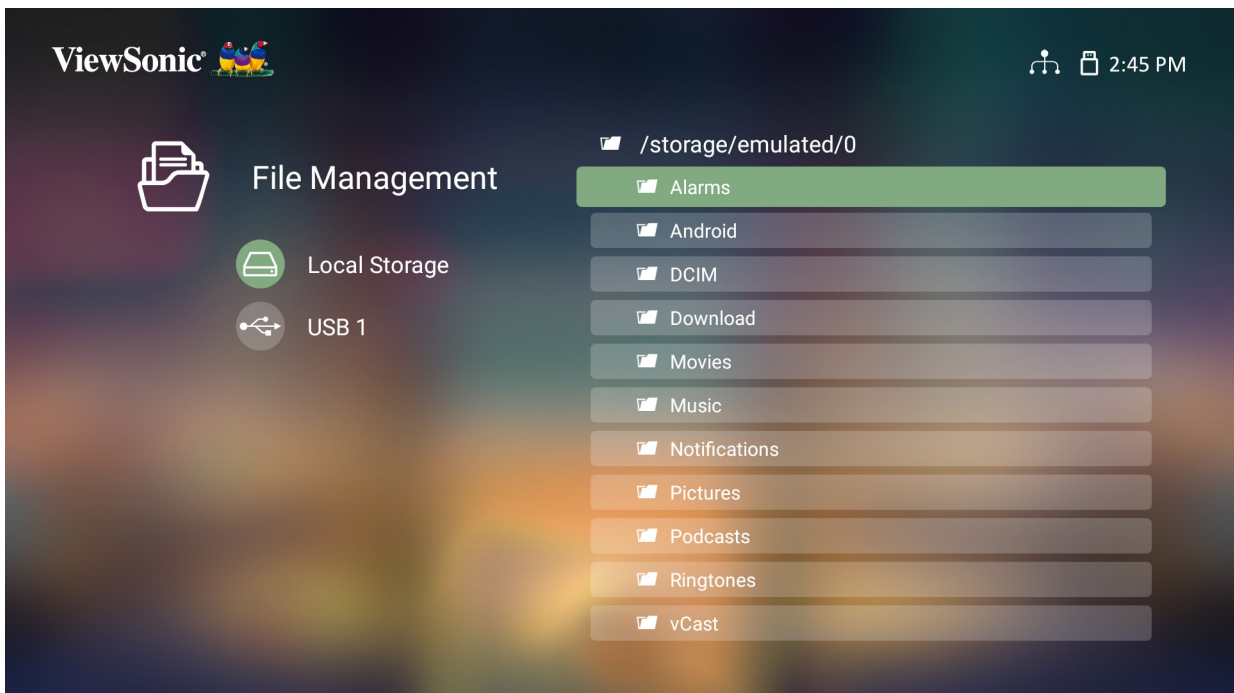 ViewSonic
2:45 PM
File Management
Local Storage
USB 1
/storage/emulated/0
Alarms
Android
DCIM
Download
Movies
Music
Notifications
Pictures
Podcasts
Ringtones
vCast